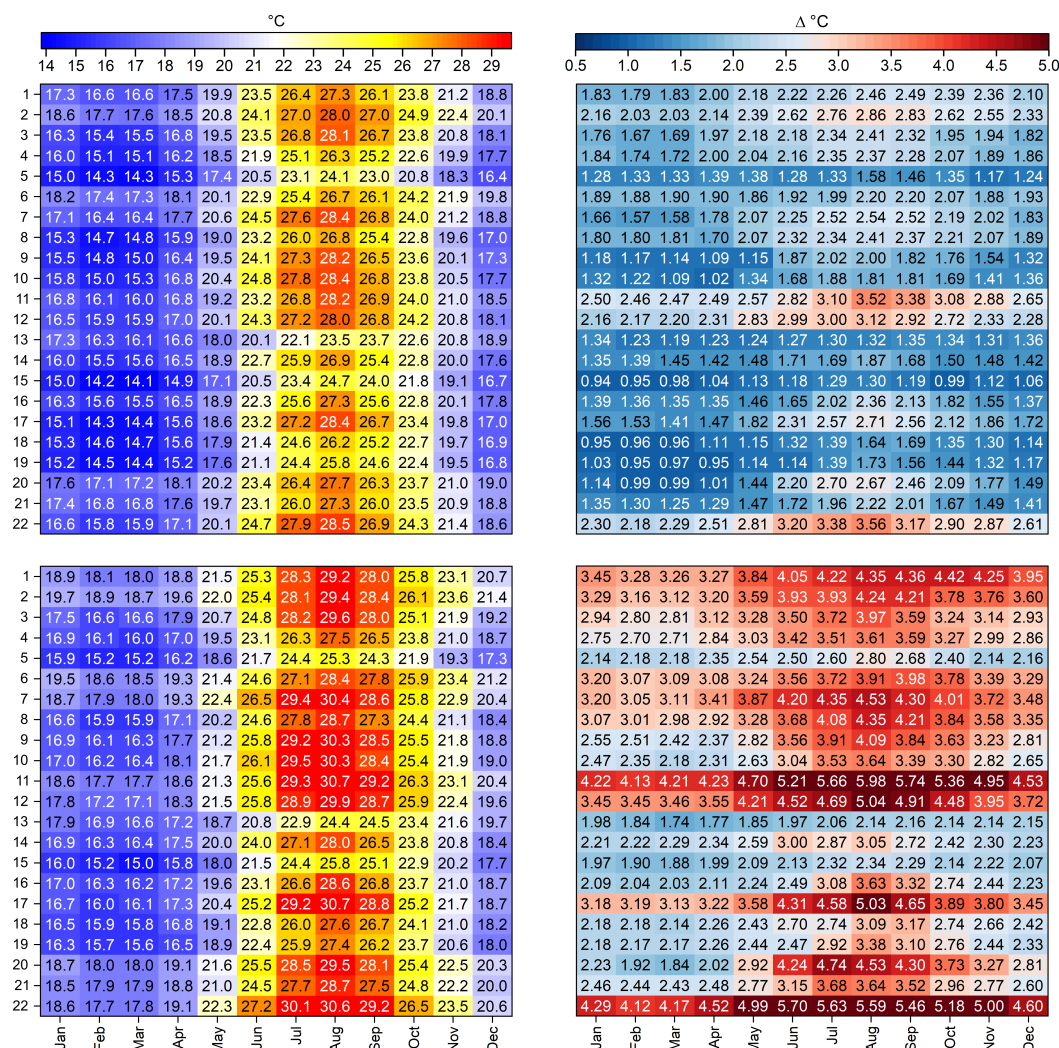 °C
Δ °C
14 15 16 17 18 19 20 21 22 23 24 25 26 27 28 29
0.5 1.0 1.5 2.0 2.5 3.0 3.5 4.0 4.5 5.0
1 17.3 16.6 16.6 17.5 19.9 23.5 26.4 27.3 26.1 23.8 21.2 18.8 1.83 1.79 1.83 2.00 2.18 2.22 2.26 2.46 2.49 2.39 2.36 2.10
2 18.6 17.7 17.6 18.5 20.8 24.1 27.0 28.0 27.0 24.9 22.4 20.1 2.16 2.03 2.03 2.14 2.39 2.62 2.76 2.86 2.83 2.62 2.55 2.33
3 16.3 15.4 15.5 16.8 19.5 23.5 26.8 28.1 26.7 23.7 20.8 18.1 1.76 1.67 1.69 1.97 2.18 2.18 2.34 2.41 2.32 1.95 1.94 1.82
4 16.0 15.1 15.1 16.2 18.5 21.9 25.1 26.3 25.2 22.6 19.9 17.7 1.84 1.74 1.72 2.00 2.04 2.16 2.35 2.37 2.28 2.07 1.89 1.86
5 15.0 14.3 14.3 15.3 17.4 20.5 23.1 24.1 23.0 20.8 18.3 16.4 1.28 1.33 1.33 1.39 1.38 1.28 1.33 1.58 1.46 1.35 1.17 1.24
6 18.2 17.4 17.3 18.1 20.1 22.9 25.4 26.7 26.1 24.2 21.9 19.8 1.89 1.88 1.90 1.90 1.86 1.92 1.99 2.20 2.20 2.07 1.88 1.93
7 17.1 16.4 16.4 17.7 20.6 24.5 27.6 28.4 26.8 24.0 21.2 18.8 1.66 1.57 1.58 1.78 2.07 2.25 2.52 2.54 2.52 2.19 2.02 1.83
8 15.3 14.7 14.8 15.9 19.0 23.2 26.0 26.8 25.4 22.8 19.6 17.0 1.80 1.80 1.81 1.70 2.07 2.32 2.34 2.41 2.37 2.21 2.07 1.89
9 15.5 14.8 15.0 16.4 19.5 24.1 27.3 28.2 26.5 23.6 20.1 17.3 1.18 1.17 1.14 1.09 1.15 1.67 1.87 2.02 2.00 1.82 1.76 1.54 1.32
10 15.8 15.0 15.3 16.8 20.4 24.8 27.8 28.4 26.4 23.8 20.5 17.7 1.32 1.22 1.09 1.02 1.34 1.68 1.88 1.81 1.81 1.69 1.41 1.36
11 16.8 16.1 16.0 16.8 19.2 23.2 26.8 28.2 26.9 24.0 21.0 18.5 2.50 2.46 2.47 2.49 2.57 2.82 3.10 3.52 3.38 3.08 2.88 2.65
12 16.5 15.9 15.9 17.0 20.1 24.3 27.2 28.0 26.8 24.2 20.8 18.1 2.16 2.17 2.20 2.31 2.83 2.99 3.00 3.12 2.92 2.72 2.33 2.28
13 17.3 16.3 16.1 16.6 18.0 20.1 22.1 23.5 23.7 22.6 20.8 18.9 1.34 1.23 1.19 1.23 1.24 1.27 1.30 1.32 1.35 1.34 1.31 1.36
14 16.0 15.5 15.6 16.5 18.9 22.7 25.9 26.9 25.4 22.8 20.0 17.6 1.35 1.39 1.45 1.42 1.48 1.71 1.69 1.87 1.68 1.50 1.48 1.42
15 15.0 14.2 14.1 14.9 17.1 20.5 23.4 24.7 24.0 21.8 19.1 16.7 0.94 0.95 0.98 1.04 1.13 1.18 1.29 1.30 1.19 0.99 1.12 1.06
16 16.3 15.6 15.5 16.5 18.9 22.3 25.6 27.3 25.6 22.8 20.1 17.8 1.39 1.36 1.35 1.35 1.46 1.65 2.02 2.36 2.13 1.82 1.55 1.37
17 15.1 14.3 14.4 15.6 18.6 23.2 27.2 28.4 26.7 23.4 19.8 17.0 1.56 1.53 1.41 1.47 1.82 2.31 2.57 2.71 2.56 2.12 1.86 1.72
18 15.3 14.6 14.7 15.6 17.9 21.4 24.6 26.2 25.2 22.7 19.7 16.9 0.95 0.96 0.96 1.11 1.15 1.32 1.39 1.64 1.69 1.35 1.30 1.14
19 15.2 14.5 14.4 15.2 17.6 21.1 24.4 25.8 24.6 22.4 19.5 16.8 1.03 0.95 0.97 0.95 1.14 1.14 1.39 1.73 1.56 1.44 1.32 1.17
20 17.6 17.1 17.2 18.1 20.2 23.4 26.4 27.7 26.3 23.7 21.0 19.0 1.14 0.99 0.99 1.01 1.44 2.20 2.70 2.67 2.46 2.09 1.77 1.49
21 17.4 16.8 16.8 17.6 19.7 23.1 26.0 27.3 26.0 23.5 20.9 18.8 1.35 1.30 1.25 1.29 1.47 1.72 1.96 2.22 2.01 1.67 1.49 1.41
22 16.6 15.8 15.9 17.1 20.1 24.7 27.9 28.5 26.9 24.3 21.4 18.6 2.30 2.18 2.29 2.51 2.81 3.20 3.38 3.56 3.17 2.90 2.87 2.61
1 18.9 18.1 18.0 18.8 21.5 25.3 28.3 29.2 28.0 25.8 23.1 20.7 3.45 3.28 3.26 3.27 3.84 4.05 4.22 4.35 4.36 4.42 4.25 3.95
2 19.7 18.9 18.7 19.6 22.0 25.4 28.1 29.4 28.4 26.1 23.6 21.4 3.29 3.16 3.12 3.20 3.59 3.93 3.93 4.24 4.21 3.78 3.76 3.60
3 17.5 16.6 16.6 17.9 20.7 24.8 28.2 29.6 28.0 25.1 21.9 19.2 2.94 2.80 2.81 3.12 3.28 3.50 3.72 3.97 3.59 3.24 3.14 2.93
4 16.9 16.1 16.0 17.0 19.5 23.1 26.3 27.5 26.5 23.8 21.0 18.7 2.75 2.70 2.71 2.84 3.03 3.42 3.51 3.61 3.59 3.27 2.99 2.86
5 15.9 15.2 15.2 16.2 18.6 21.7 24.4 25.3 24.3 21.9 19.3 17.3 2.14 2.18 2.18 2.35 2.54 2.50 2.60 2.80 2.68 2.40 2.14 2.16
6 19.5 18.6 18.5 19.3 21.4 24.6 27.1 28.4 27.8 25.9 23.4 21.2 3.20 3.07 3.09 3.08 3.24 3.56 3.72 3.91 3.98 3.78 3.39 3.29
7 18.7 17.9 18.0 19.3 22.4 26.5 29.4 30.4 28.6 25.8 22.9 20.4 3.20 3.05 3.11 3.41 3.87 4.20 4.35 4.53 4.30 4.01 3.72 3.48
8 16.6 15.9 15.9 17.1 20.2 24.6 27.8 28.7 27.3 24.4 21.1 18.4 3.07 3.01 2.98 2.92 3.28 3.68 4.08 4.35 4.21 3.84 3.58 3.35
9 16.9 16.1 16.3 17.7 21.2 25.8 29.2 30.3 28.5 25.5 21.8 18.8 2.55 2.51 2.42 2.37 2.82 3.56 3.91 4.09 3.84 3.63 3.23 2.81
10 17.0 16.2 16.4 18.1 21.7 26.1 29.5 30.3 28.4 25.4 21.9 19.0 2.47 2.35 2.18 2.31 2.63 3.04 3.53 3.64 3.39 3.30 2.82 2.65
11 18.6 17.7 17.7 18.6 21.3 25.6 29.3 30.7 29.2 26.3 23.1 20.4 4.22 4.13 4.21 4.23 4.70 5.21 5.66 5.98 5.74 5.36 4.95 4.53
12 17.8 17.2 17.1 18.3 21.5 25.8 28.9 29.9 28.7 25.9 22.4 19.6 3.45 3.45 3.46 3.55 4.21 4.52 4.69 5.04 4.91 4.48 3.95 3.72
13 17.9 16.9 16.6 17.2 18.7 20.8 22.9 24.4 24.5 23.4 21.6 19.7 1.98 1.84 1.74 1.77 1.85 1.97 2.06 2.14 2.16 2.14 2.14 2.15
14 16.9 16.3 16.4 17.5 20.0 24.0 27.1 28.0 26.5 23.7 20.8 18.4 2.21 2.22 2.29 2.34 2.59 3.00 2.87 3.05 2.72 2.42 2.30 2.23
15 16.0 15.2 15.0 15.8 18.0 21.5 24.4 25.8 25.1 22.9 20.2 17.7 1.97 1.90 1.88 1.99 2.09 2.13 2.32 2.34 2.29 2.14 2.22 2.07
16 17.0 16.3 16.2 17.2 19.6 23.1 26.6 28.6 26.8 23.7 21.0 18.7 2.09 2.04 2.03 2.11 2.24 2.49 3.08 3.63 3.32 2.74 2.44 2.23
17 16.7 16.0 16.1 17.3 20.4 25.2 29.2 30.7 28.8 25.2 21.7 18.7 3.18 3.19 3.13 3.22 3.58 4.31 4.58 5.03 4.65 3.89 3.80 3.45
18 16.5 15.9 15.8 16.8 19.1 22.8 26.0 27.6 26.7 24.1 21.0 18.2 2.18 2.18 2.14 2.26 2.43 2.70 2.74 3.09 3.17 2.74 2.66 2.42
19 16.3 15.7 15.6 16.5 18.9 22.4 25.9 27.4 26.2 23.7 20.6 18.0 2.18 2.17 2.17 2.26 2.44 2.47 2.92 3.38 3.10 2.76 2.44 2.33
20 18.7 18.0 18.0 19.1 21.6 25.5 28.5 29.5 28.1 25.4 22.5 20.3 2.23 1.92 1.84 2.02 2.92 4.24 4.74 4.53 4.30 3.73 3.27 2.81
21 18.5 17.9 17.9 18.8 21.2 24.5 27.7 28.7 27.5 24.8 22.2 20.0 2.46 2.44 2.43 2.48 2.77 3.15 3.68 3.64 3.52 2.96 2.77 2.60
22 18.6 17.7 17.8 19.1 22.3 27.2 30.1 30.6 29.2 26.5 23.5 20.6 4.29 4.12 4.17 4.52 4.99 5.70 5.63 5.59 5.46 5.18 5.00 4.60
Jan Feb Mar Apr May Jun Jul Aug Sep Oct Nov Dec Jan Feb Mar Apr May Jun Jul Aug Sep Oct Nov Dec